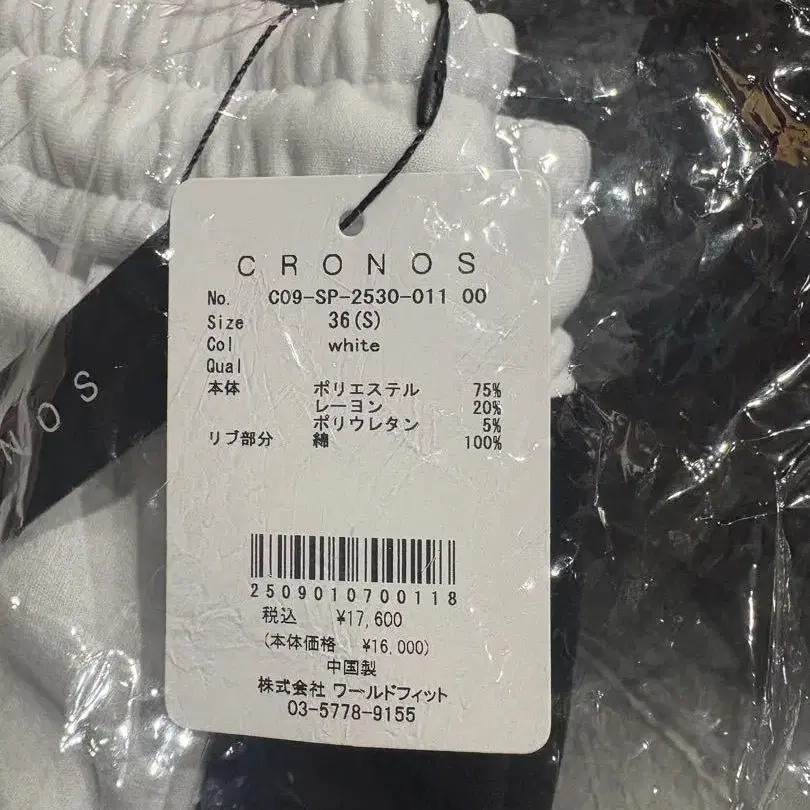 CRONOS
No. C09-SP-2530-011 00
Size 36(S)
Col white
Qual
本体 ポリエステル 75%
レーヨン 20%
ポリウレタン 5%
リブ部分 綿 100%
2509010700118
税込 ¥17,600
(本体価格 ¥16,000)
中国製
株式会社 ワールドフィット
03-5778-9155
NOS